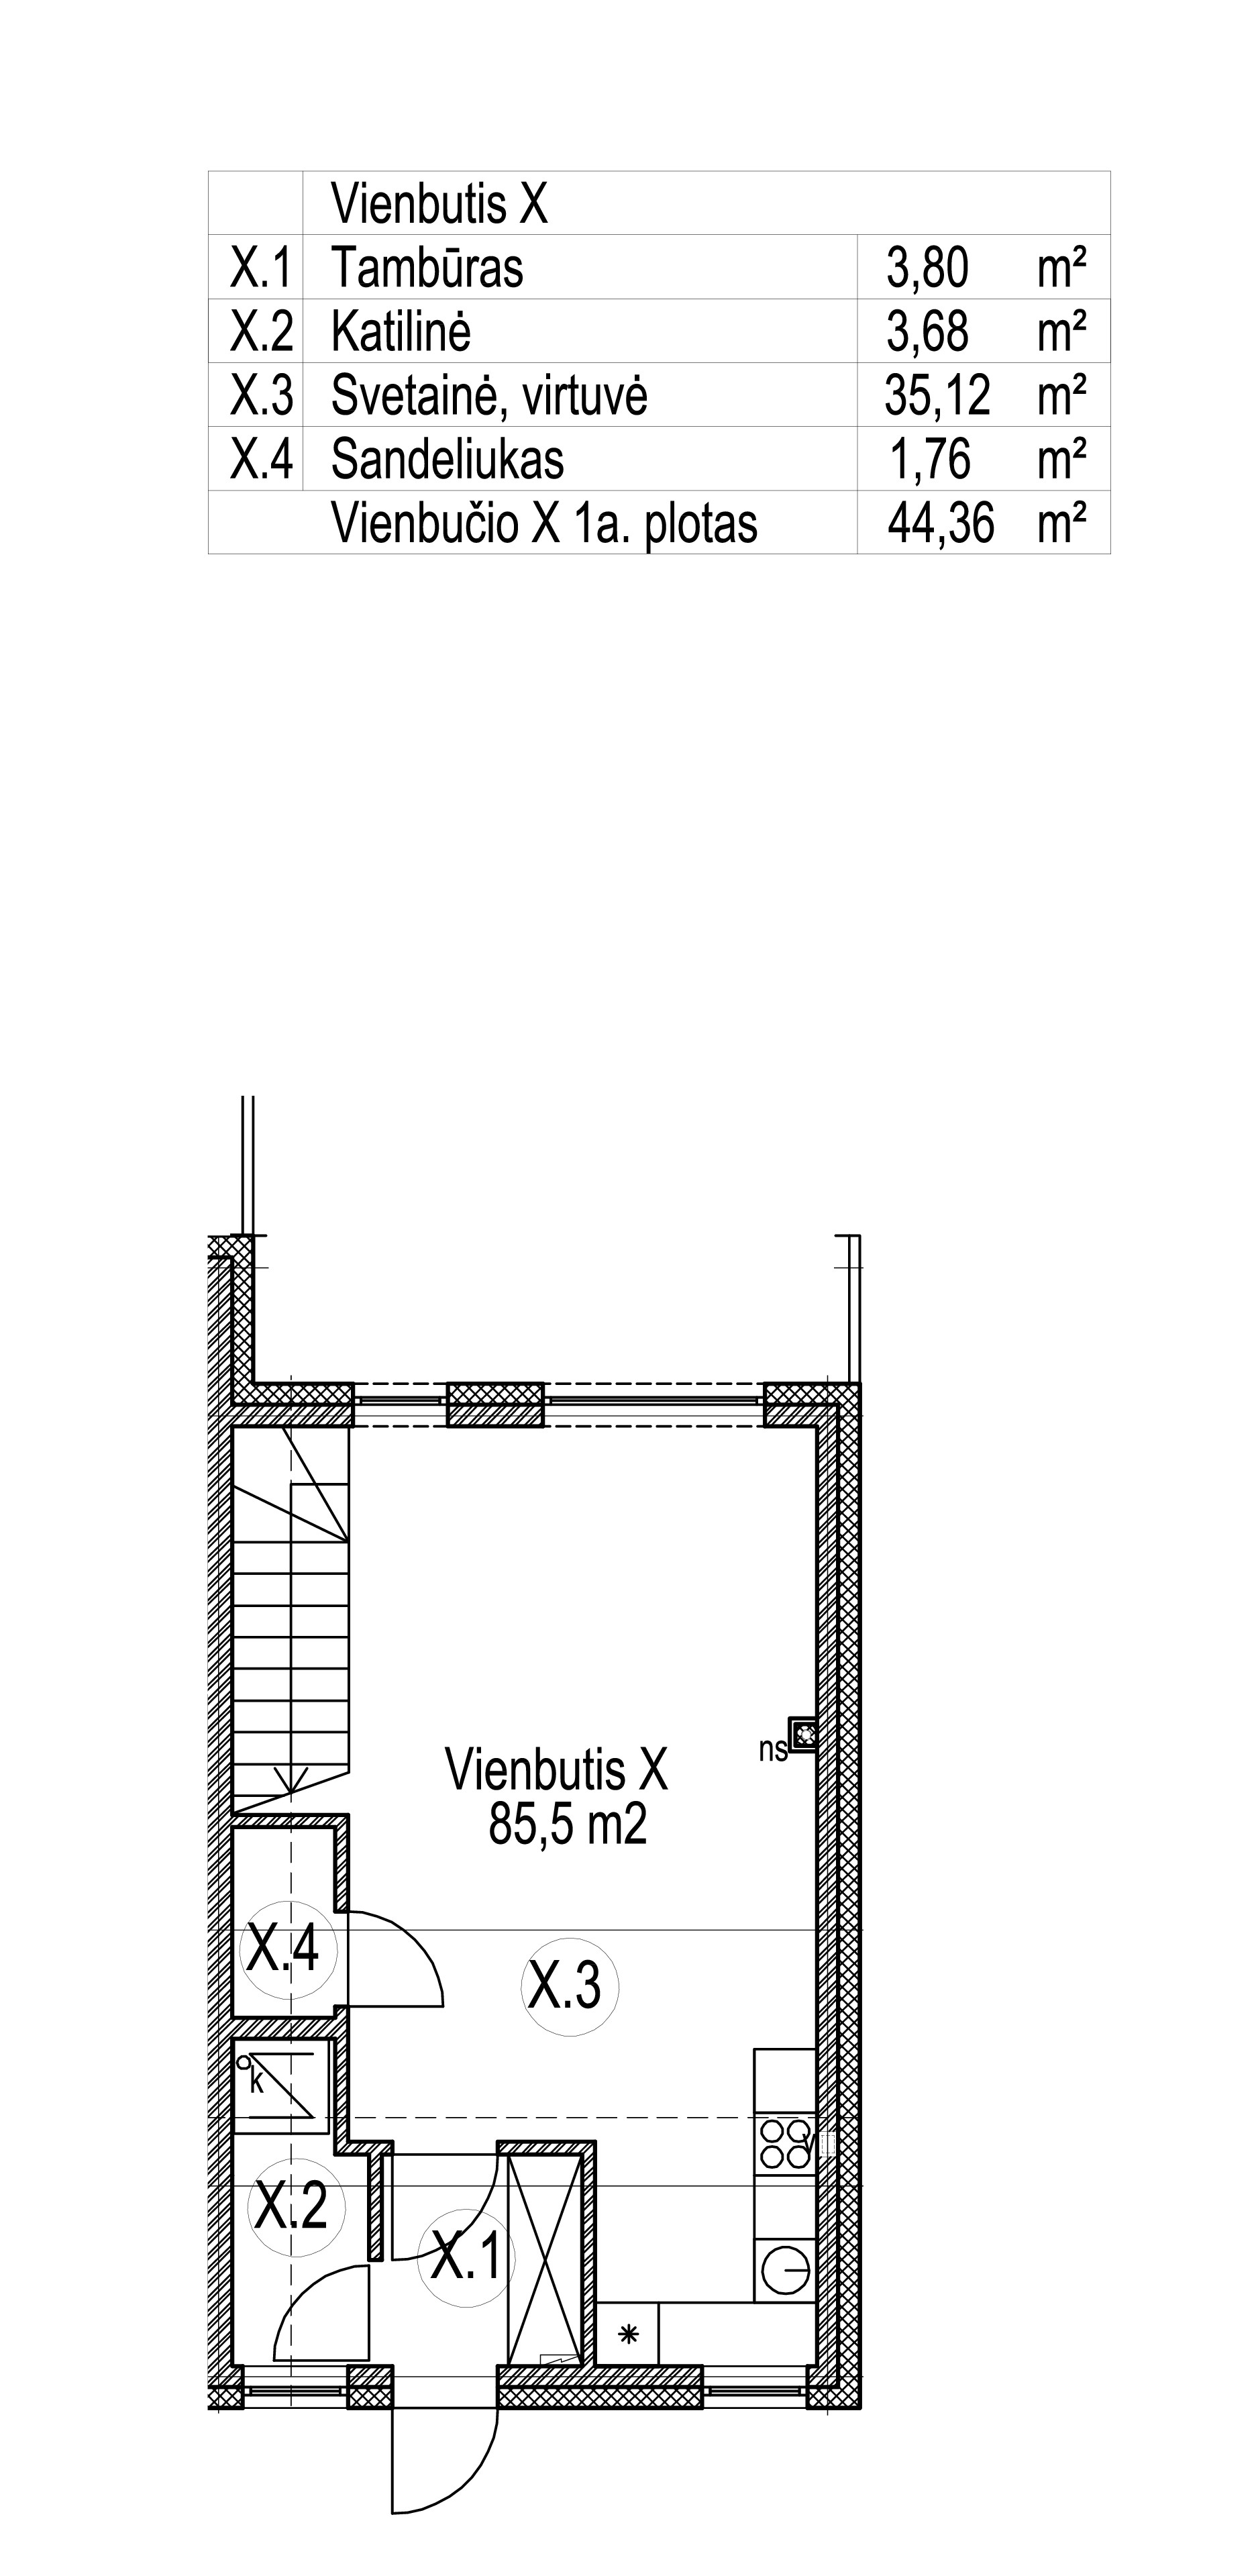 Vienbutis X
X.1 Tambūras 3,80 m²
X.2 Katilinė 3,68 m²
X.3 Svetainė, virtuvė 35,12 m²
X.4 Sandeliukas 1,76 m²
Vienbučio X 1a. plotas 44,36 m²
ns
Vienbutis X
85,5 m2
X.4
X.3
k
v
X.2
X.1